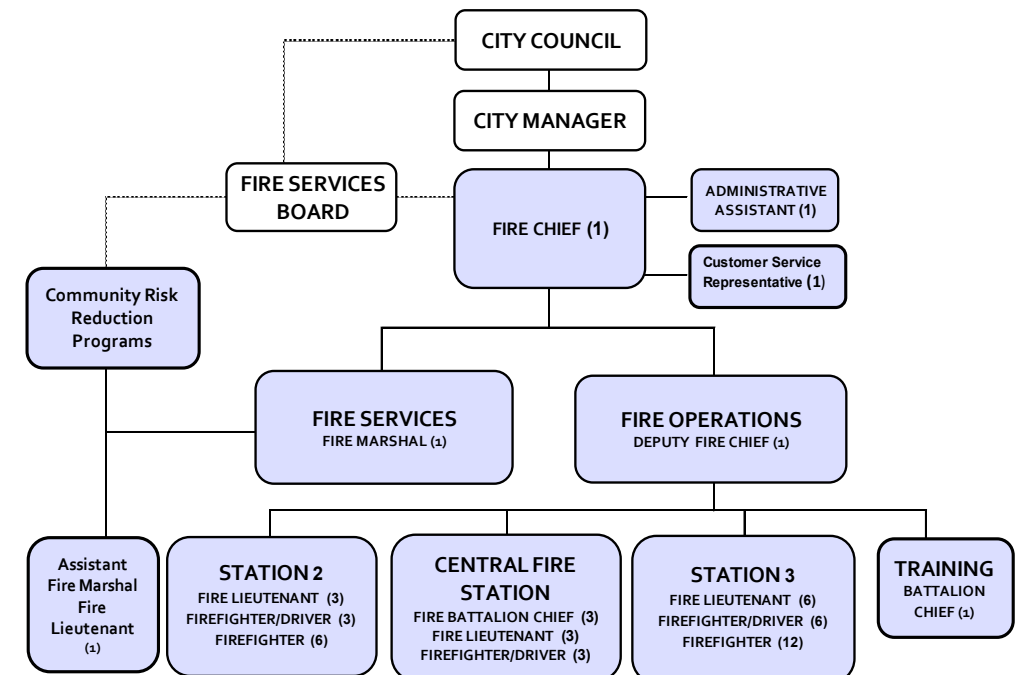 CITY COUNCIL
CITY MANAGER
FIRE SERVICES
BOARD
FIRE CHIEF (1)
ADMINISTRATIVE
ASSISTANT (1)
Customer Service
Representative (1)
Community Risk
Reduction
Programs
FIRE SERVICES
FIRE MARSHAL (1)
FIRE OPERATIONS
DEPUTY FIRE CHIEF (1)
Assistant
Fire Marshal
Fire
Lieutenant
(1)
STATION 2
FIRE LIEUTENANT (3)
FIREFIGHTER/DRIVER (3)
FIREFIGHTER (6)
CENTRAL FIRE
STATION
FIRE BATTALION CHIEF (3)
FIRE LIEUTENANT (3)
FIREFIGHTER/DRIVER (3)
STATION 3
FIRE LIEUTENANT (6)
FIREFIGHTER/DRIVER (6)
FIREFIGHTER (12)
TRAINING
BATTALION
CHIEF (1)